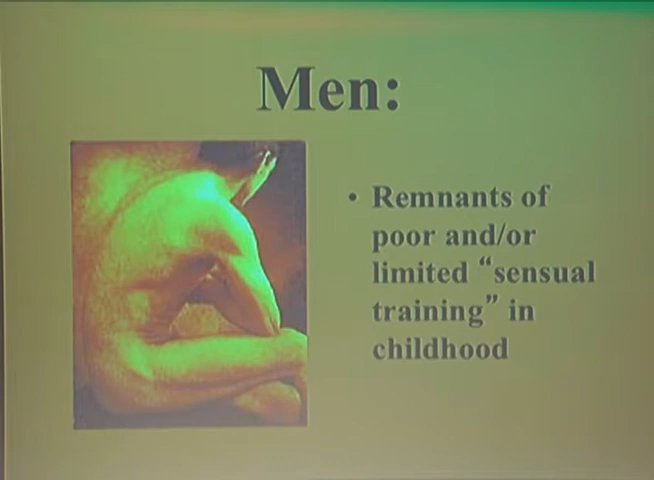 Men:
• Remnants of
poor and/or
limited “sensual
training” in
childhood